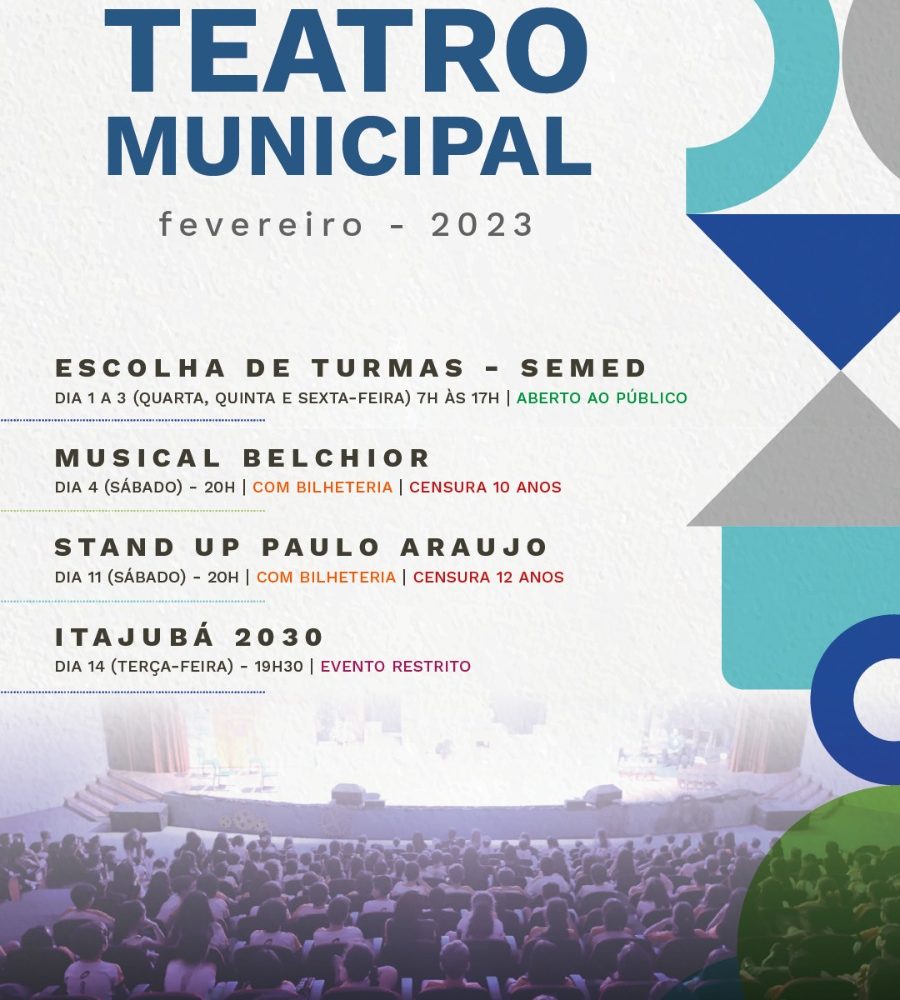 TEATRO
MUNICIPAL
fevereiro - 2023
ESCOLHA DE TURMAS - SEMED
DIA 1 A 3 (QUARTA, QUINTA E SEXTA-FEIRA) 7H ÀS 17H | ABERTO AO PÚBLICO
MUSICAL BELCHIOR
DIA 4 (SÁBADO) - 20H | COM BILHETERIA | CENSURA 10 ANOS
STAND UP PAULO ARAUJO
DIA 11 (SÁBADO) - 20H | COM BILHETERIA | CENSURA 12 ANOS
ITAJUBÁ 2030
DIA 14 (TERÇA-FEIRA) - 19H30 | EVENTO RESTRITO